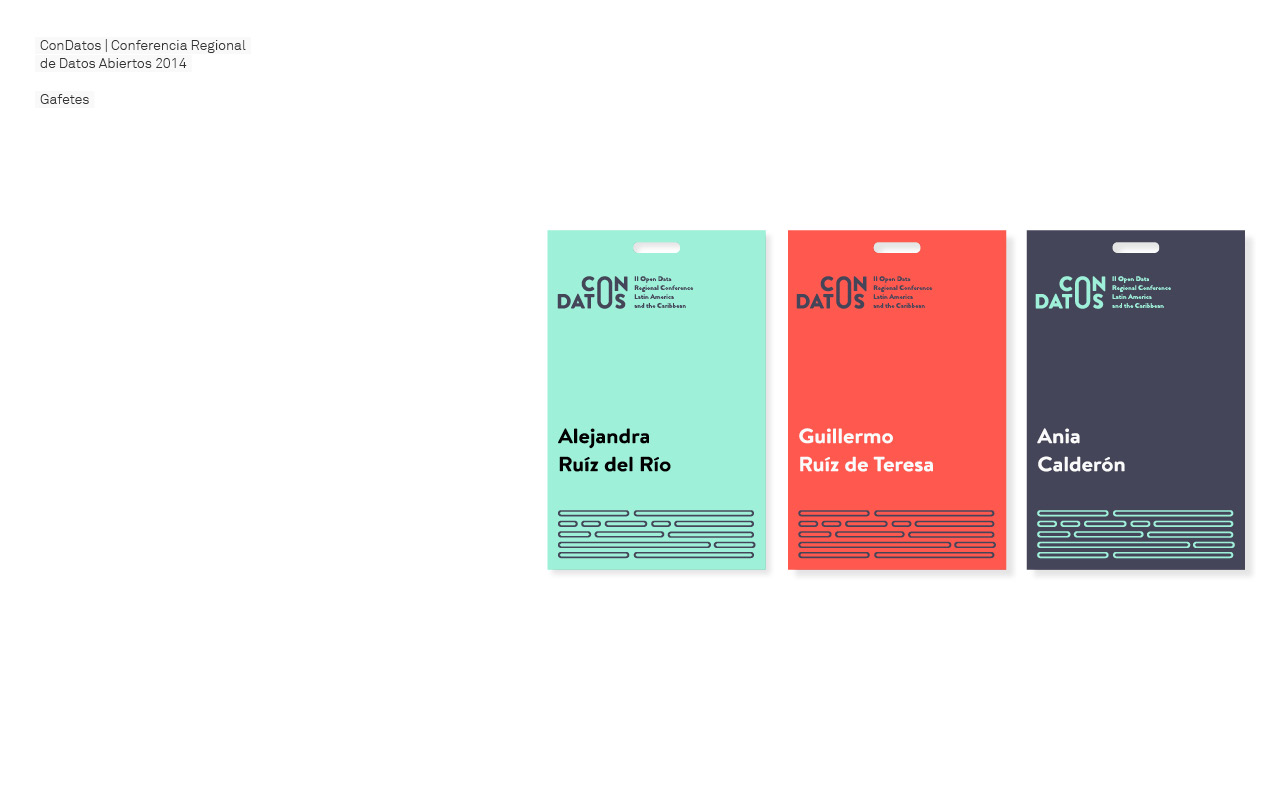 ConDatos | Conferencia Regional
de Datos Abiertos 2014
Gafetes
CON
DATOS
II Open Data
Regional Conference
Latin America
and the Caribbean
Alejandra
Ruíz del Río
CON
DATOS
II Open Data
Regional Conference
Latin America
and the Caribbean
Guillermo
Ruíz de Teresa
CON
DATOS
II Open Data
Regional Conference
Latin America
and the Caribbean
Ania
Calderón